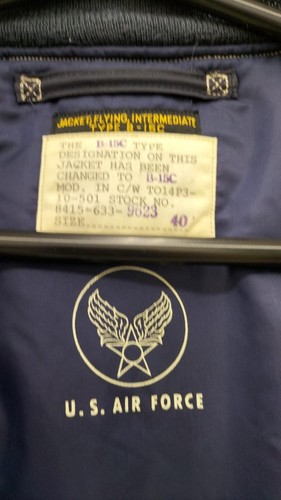 JACKET,FLYING,INTERMEDIATE
TYPE B-15C
THE B-15C TYPE
DESIGNATION ON THIS
JACKET HAS BEEN
CHANGED TO B-15C
MOD. IN C/W TO14P3-
10-501 STOCK NO.
8415-633-9623
SIZE 40
U.S. AIR FORCE